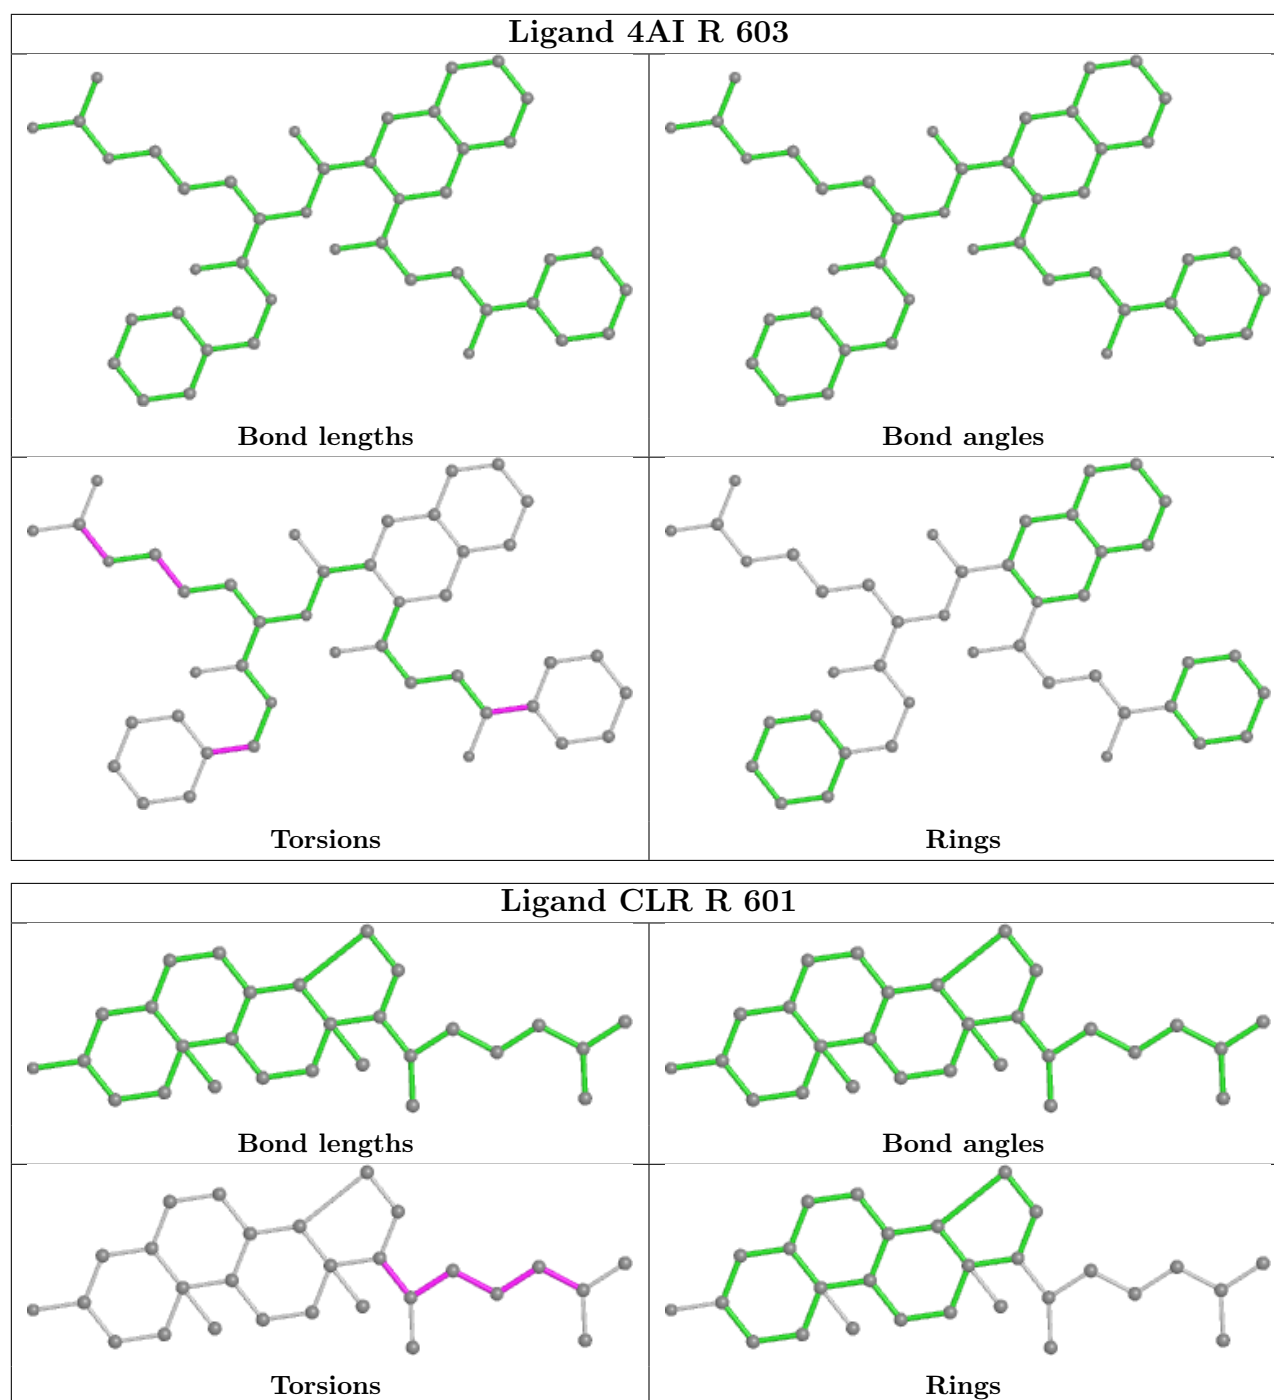 Ligand 4AI R 603
Bond lengths
Bond angles
Torsions
Rings
Ligand CLR R 601
Bond lengths
Bond angles
Torsions
Rings